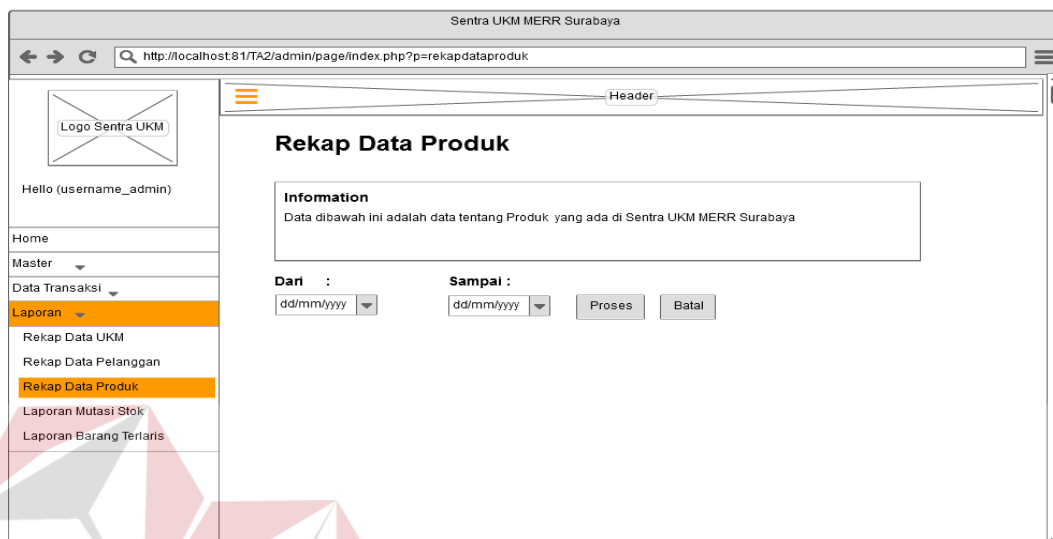 Sentra UKM MERR Surabaya
http://localhost:81/TA2/admin/page/index.php?p=rekapdataproduk
Logo Sentra UKM
Header
Hello (username_admin)
Home
Master
Data Transaksi
Laporan
Rekap Data UKM
Rekap Data Pelanggan
Rekap Data Produk
Laporan Mutasi Stok
Laporan Barang Terlaris
Rekap Data Produk
Information
Data dibawah ini adalah data tentang Produk yang ada di Sentra UKM MERR Surabaya
Dari : Sampai :
dd/mm/yyyy dd/mm/yyyy Proses Batal